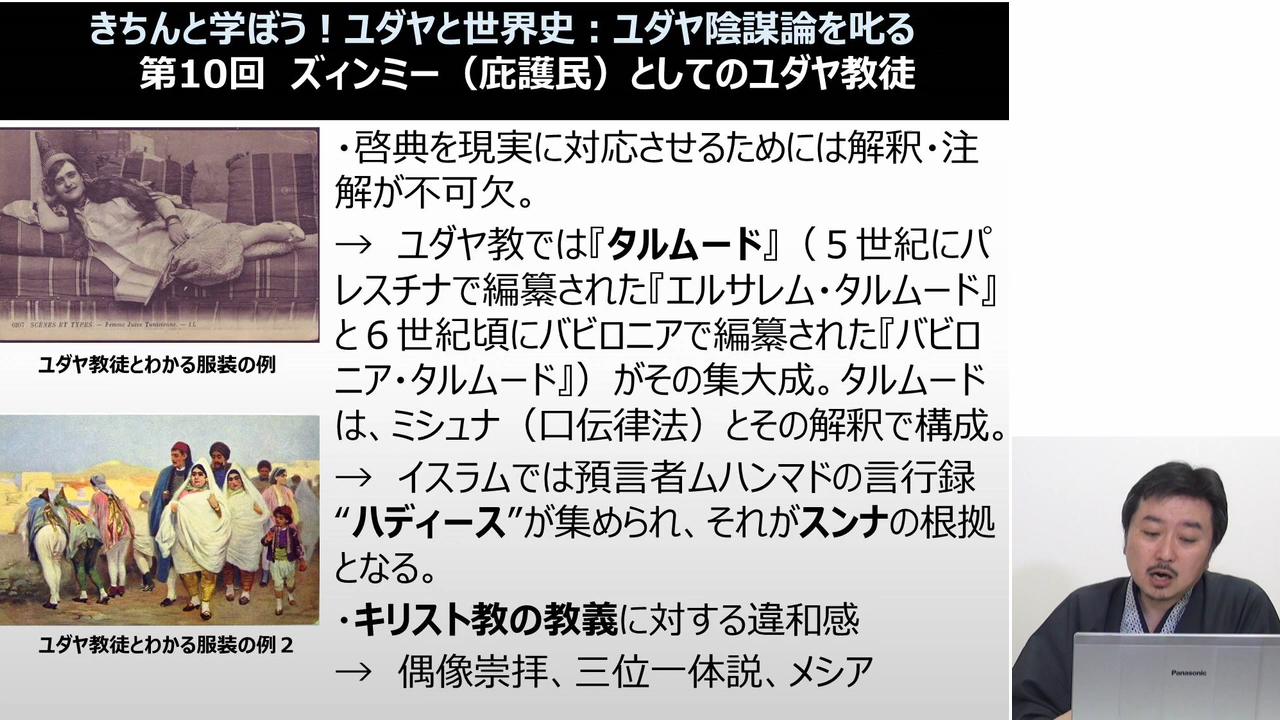 きちんと学ぼう！ユダヤと世界史：ユダヤ陰謀論を叱る
第10回　ズィンミー（庇護民）としてのユダヤ教徒
0207 SCÈNES ET TYPES. — Femme Juive Tunisienne. — LL
ユダヤ教徒とわかる服装の例
ユダヤ教徒とわかる服装の例２
・啓典を現実に対応させるためには解釈・注
解が不可欠。
→　ユダヤ教では『タルムード』（５世紀にパ
レスチナで編纂された『エルサレム・タルムード』
と６世紀頃にバビロニアで編纂された『バビロ
ニア・タルムード』）がその集大成。タルムード
は、ミシュナ（口伝律法）とその解釈で構成。
→　イスラムでは預言者ムハンマドの言行録
“ハディース”が集められ、それがスンナの根拠
となる。
・キリスト教の教義に対する違和感
→　偶像崇拝、三位一体説、メシア
Panasonic